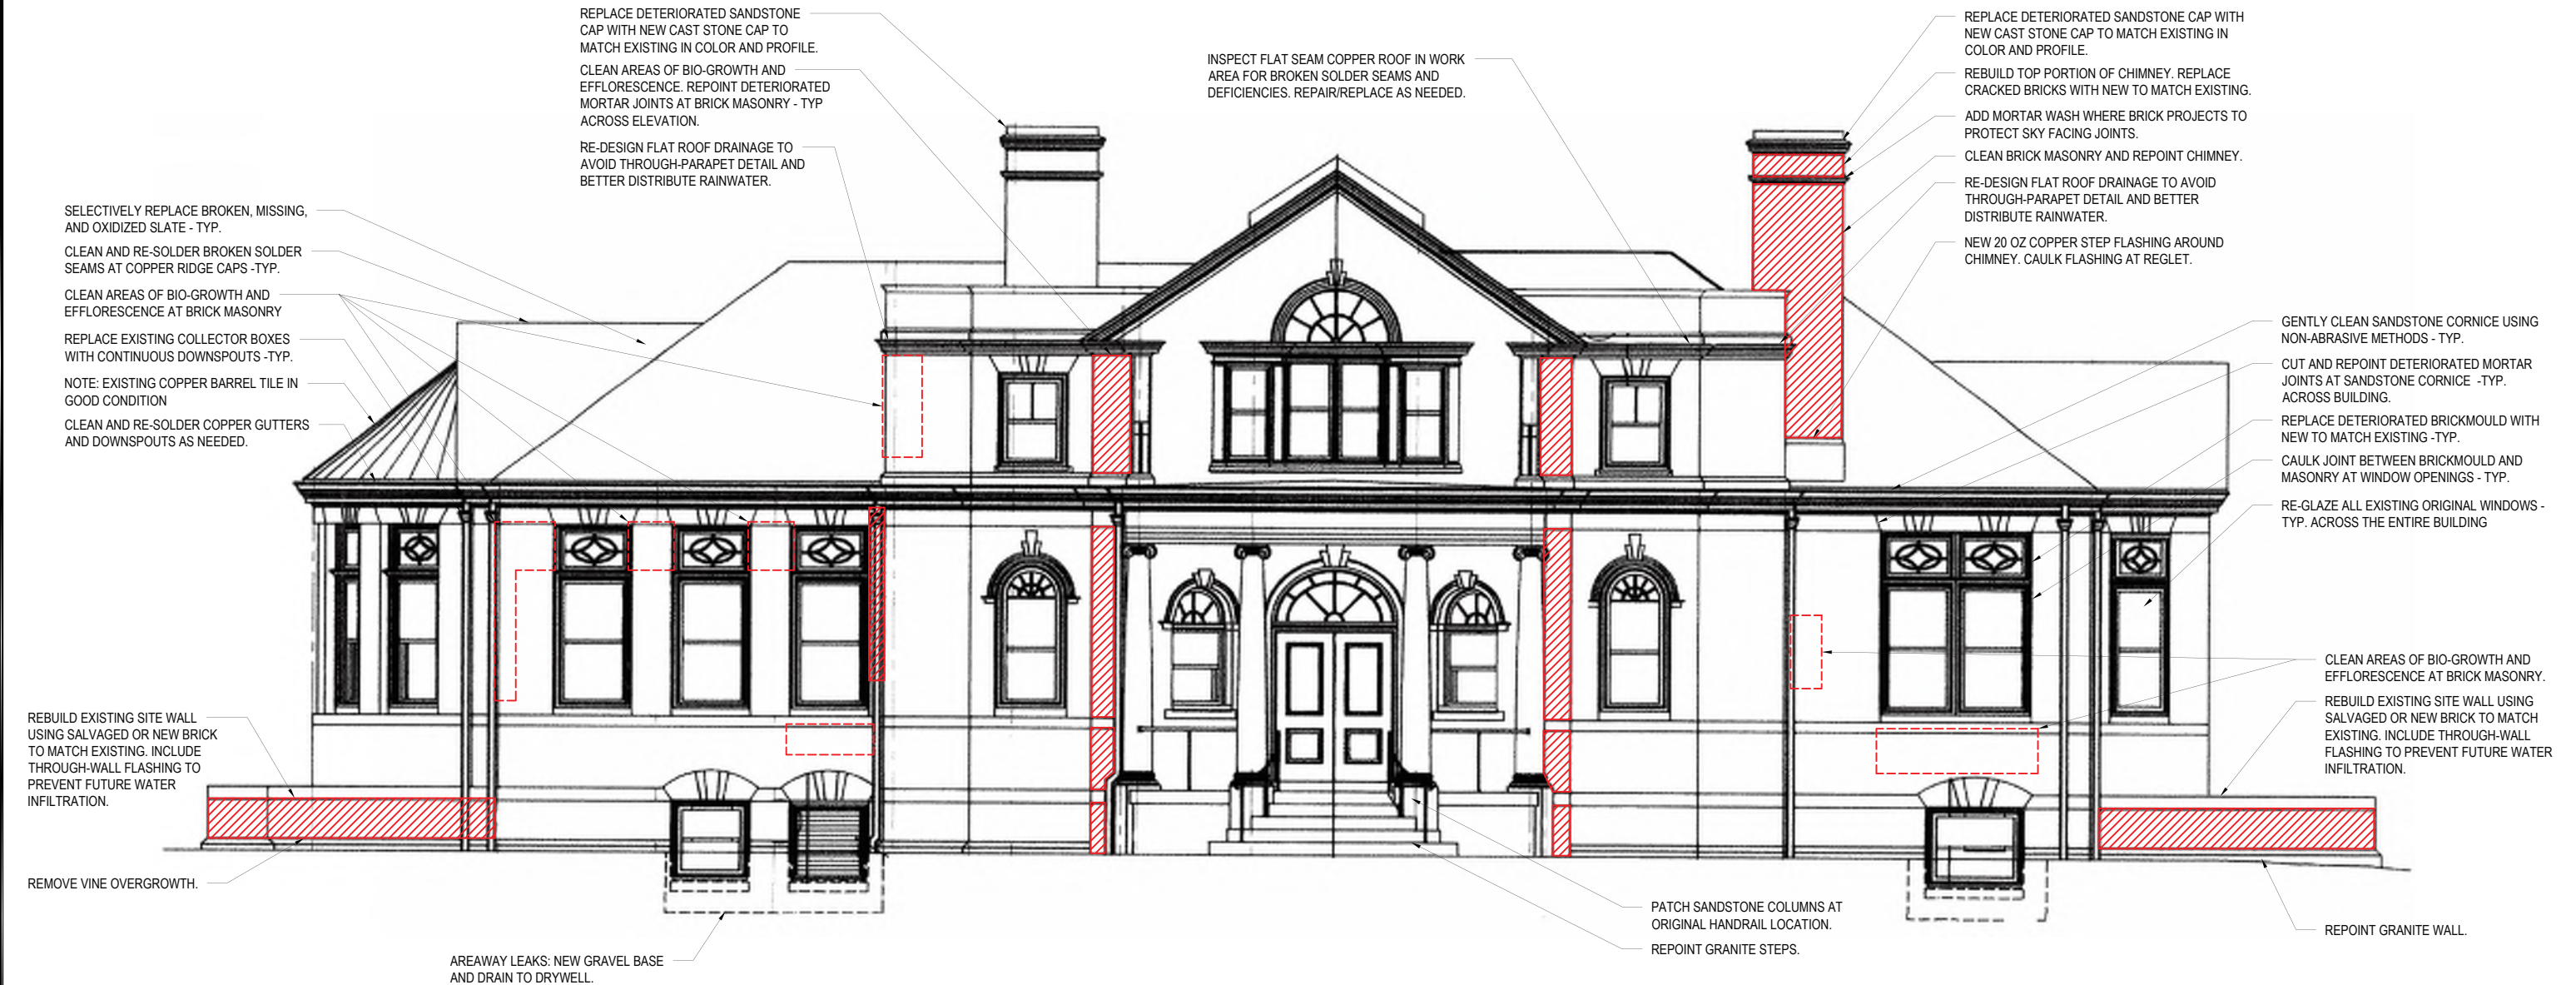 REPLACE DETERIORATED SANDSTONE
CAP WITH NEW CAST STONE CAP TO
MATCH EXISTING IN COLOR AND PROFILE.
CLEAN AREAS OF BIO-GROWTH AND
EFFLORESCENCE. REPOINT DETERIORATED
MORTAR JOINTS AT BRICK MASONRY - TYP
ACROSS ELEVATION.
RE-DESIGN FLAT ROOF DRAINAGE TO
AVOID THROUGH-PARAPET DETAIL AND
BETTER DISTRIBUTE RAINWATER.
INSPECT FLAT SEAM COPPER ROOF IN WORK
AREA FOR BROKEN SOLDER SEAMS AND
DEFICIENCIES. REPAIR/REPLACE AS NEEDED.
REPLACE DETERIORATED SANDSTONE CAP WITH
NEW CAST STONE CAP TO MATCH EXISTING IN
COLOR AND PROFILE.
REBUILD TOP PORTION OF CHIMNEY. REPLACE
CRACKED BRICKS WITH NEW TO MATCH EXISTING.
ADD MORTAR WASH WHERE BRICK PROJECTS TO
PROTECT SKY FACING JOINTS.
CLEAN BRICK MASONRY AND REPOINT CHIMNEY.
RE-DESIGN FLAT ROOF DRAINAGE TO AVOID
THROUGH-PARAPET DETAIL AND BETTER
DISTRIBUTE RAINWATER.
NEW 20 OZ COPPER STEP FLASHING AROUND
CHIMNEY. CAULK FLASHING AT REGLET.
SELECTIVELY REPLACE BROKEN, MISSING,
AND OXIDIZED SLATE - TYP.
CLEAN AND RE-SOLDER BROKEN SOLDER
SEAMS AT COPPER RIDGE CAPS -TYP.
CLEAN AREAS OF BIO-GROWTH AND
EFFLORESCENCE AT BRICK MASONRY
REPLACE EXISTING COLLECTOR BOXES
WITH CONTINUOUS DOWNSPOUTS -TYP.
NOTE: EXISTING COPPER BARREL TILE IN
GOOD CONDITION
CLEAN AND RE-SOLDER COPPER GUTTERS
AND DOWNSPOUTS AS NEEDED.
GENTLY CLEAN SANDSTONE CORNICE USING
NON-ABRASIVE METHODS - TYP.
CUT AND REPOINT DETERIORATED MORTAR
JOINTS AT SANDSTONE CORNICE -TYP.
ACROSS BUILDING.
REPLACE DETERIORATED BRICKMOULD WITH
NEW TO MATCH EXISTING -TYP.
CAULK JOINT BETWEEN BRICKMOULD AND
MASONRY AT WINDOW OPENINGS - TYP.
RE-GLAZE ALL EXISTING ORIGINAL WINDOWS -
TYP. ACROSS THE ENTIRE BUILDING
CLEAN AREAS OF BIO-GROWTH AND
EFFLORESCENCE AT BRICK MASONRY.
REBUILD EXISTING SITE WALL USING
SALVAGED OR NEW BRICK TO MATCH
EXISTING. INCLUDE THROUGH-WALL
FLASHING TO PREVENT FUTURE WATER
INFILTRATION.
REBUILD EXISTING SITE WALL
USING SALVAGED OR NEW BRICK
TO MATCH EXISTING. INCLUDE
THROUGH-WALL FLASHING TO
PREVENT FUTURE WATER
INFILTRATION.
REMOVE VINE OVERGROWTH.
AREAWAY LEAKS: NEW GRAVEL BASE
AND DRAIN TO DRYWELL.
PATCH SANDSTONE COLUMNS AT
ORIGINAL HANDRAIL LOCATION.
REPOINT GRANITE STEPS.
REPOINT GRANITE WALL.